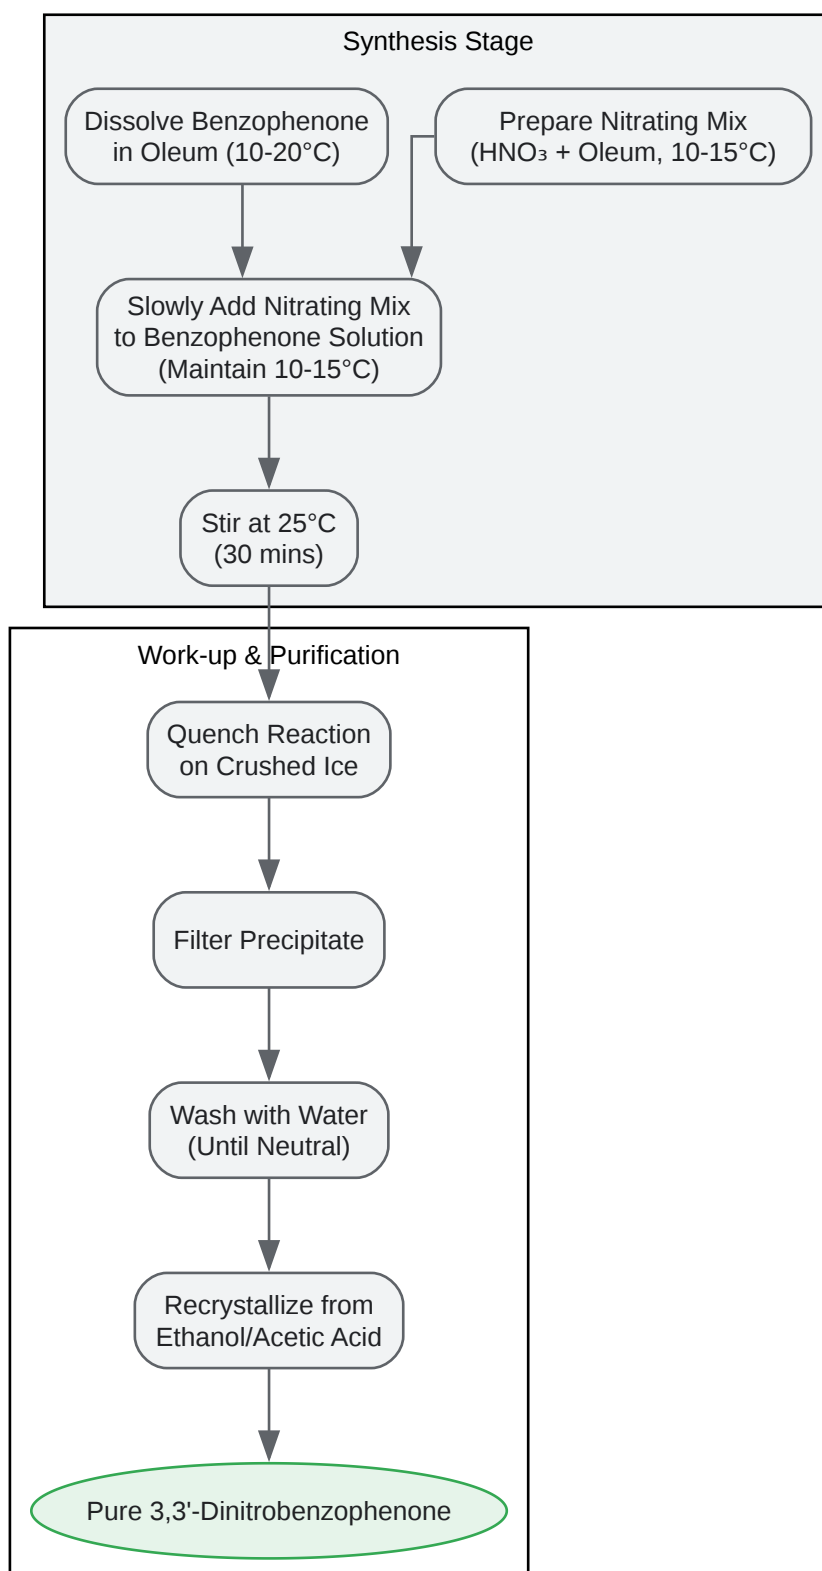 Synthesis Stage
Dissolve Benzophenone
in Oleum (10-20°C)
Prepare Nitrating Mix
(HNO₃ + Oleum, 10-15°C)
Slowly Add Nitrating Mix
to Benzophenone Solution
(Maintain 10-15°C)
Stir at 25°C
(30 mins)
Work-up & Purification
Quench Reaction
on Crushed Ice
Filter Precipitate
Wash with Water
(Until Neutral)
Recrystallize from
Ethanol/Acetic Acid
Pure 3,3'-Dinitrobenzophenone